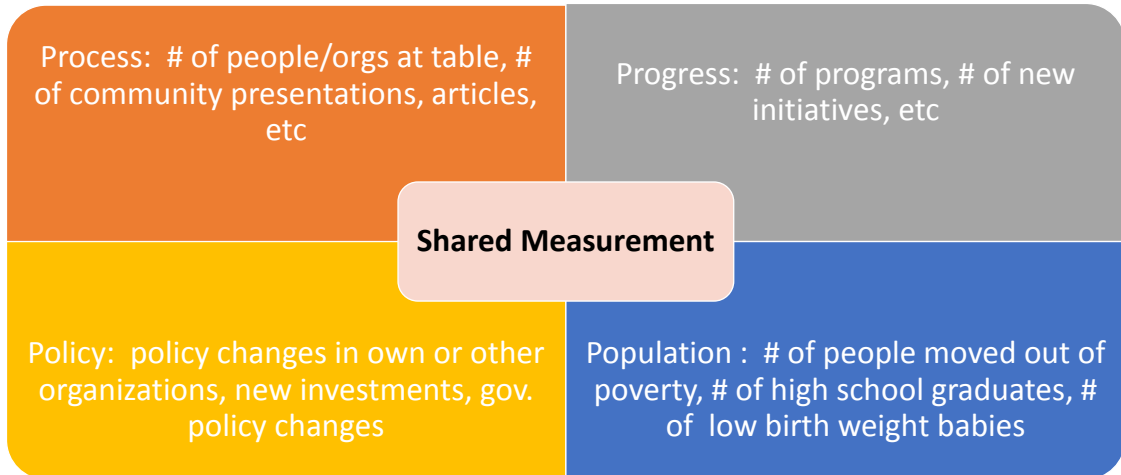 Process:  # of people/orgs at table, #
of community presentations, articles,
etc
Progress:  # of programs, # of new
initiatives, etc
Shared Measurement
Policy:  policy changes in own or other
organizations, new investments, gov.
policy changes
Population :  # of people moved out of
poverty, # of high school graduates, #
of  low birth weight babies